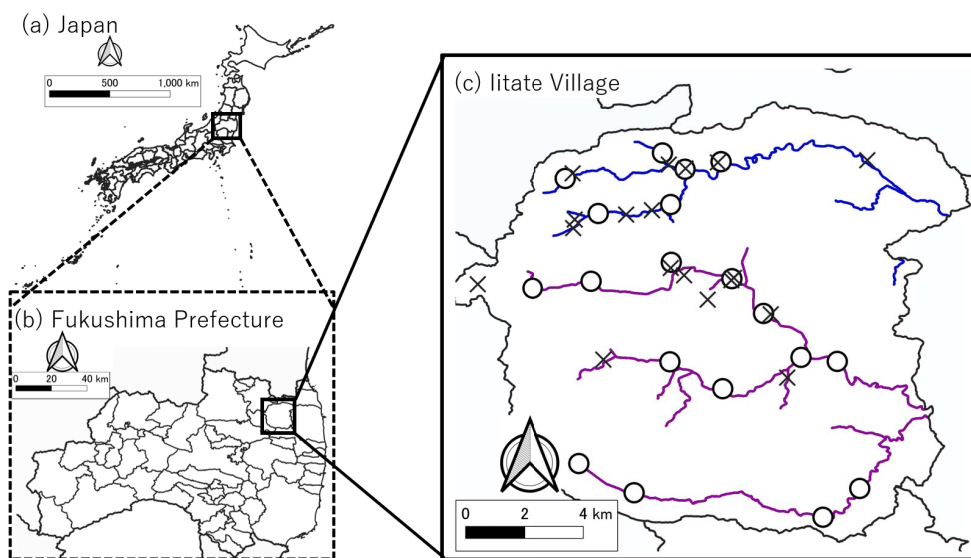 (a) Japan
0 500 1,000 km
(b) Fukushima Prefecture
0 20 40 km
(c) Iitate Village
0 2 4 km